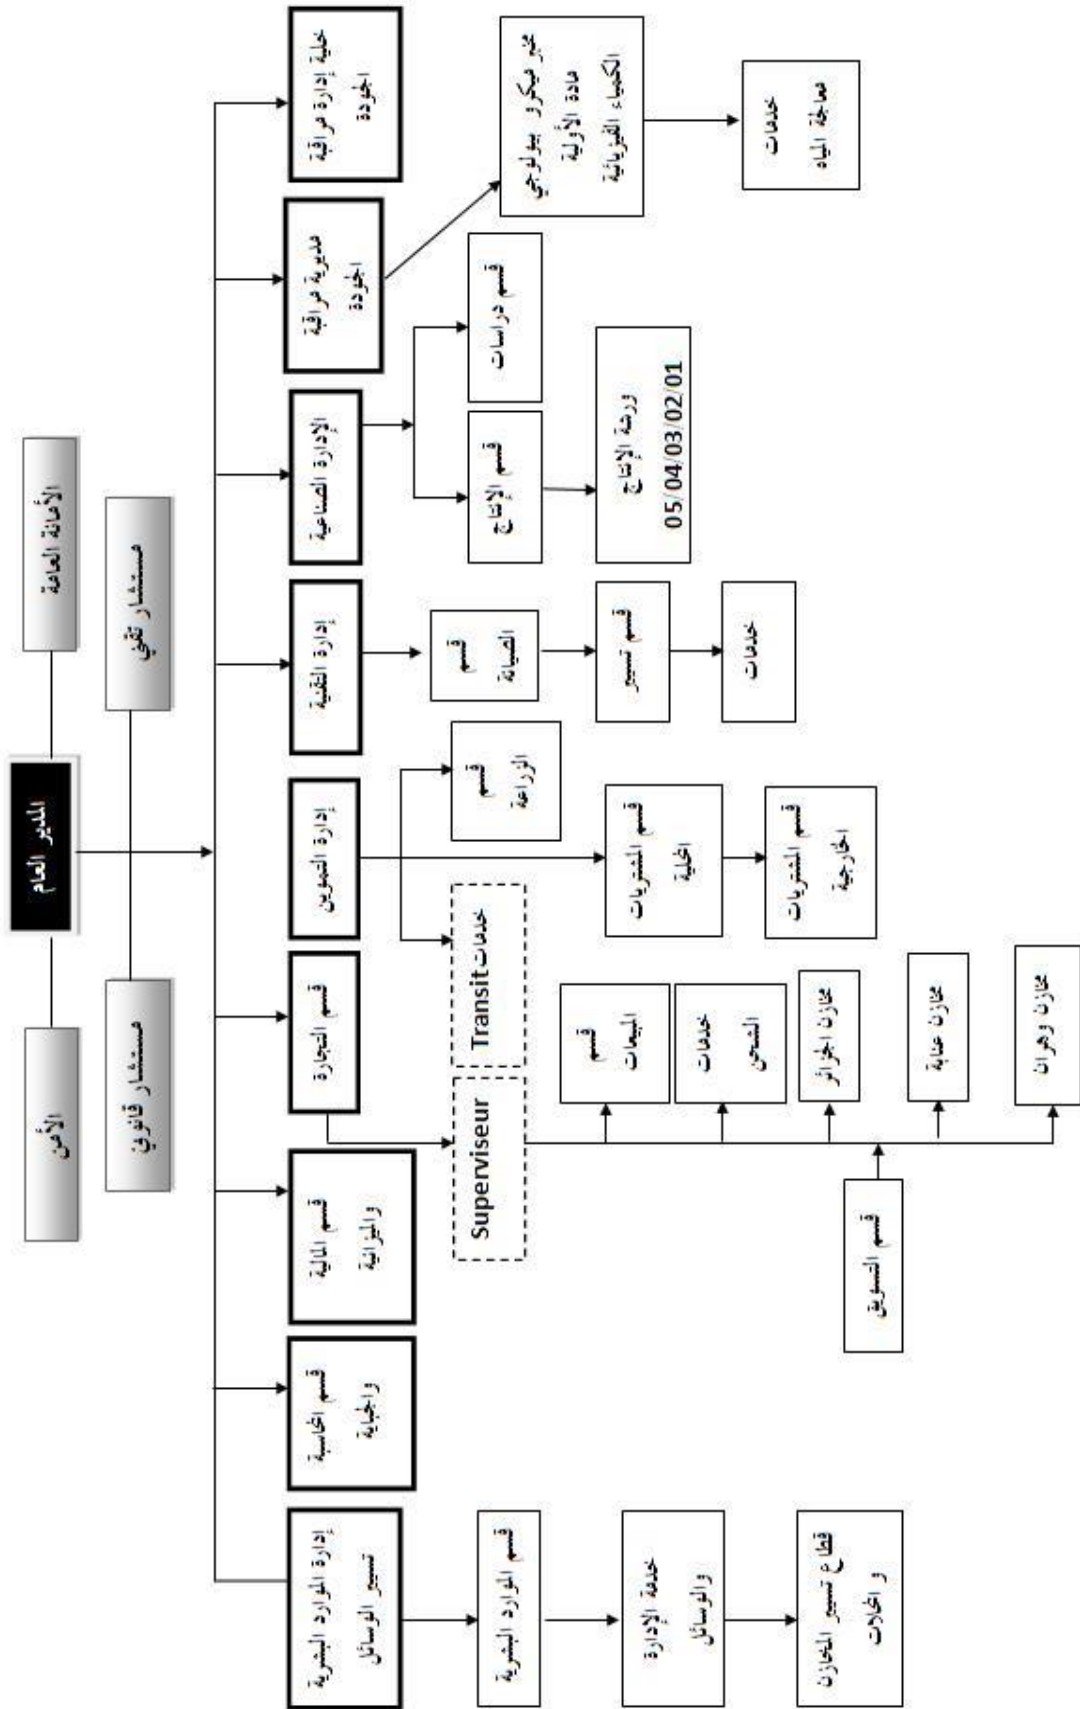 المدير العام
الأمانة العامة
الأمن
مستشار تقني
مستشار قانوني
خلية إدارة مراقبة
الجودة
مديرية مراقبة
الجودة
الإدارة الصناعية
إدارة التقنية
إدارة التموين
قسم التجارة
قسم المالية
والميزانية
قسم المحاسبة
والجباية
إدارة الموارد البشرية
تسيير الوسائل
مخبر ميكرو بيولوجي
مادة الأولية
الكيمياء الفيزيائية
خدمات
معالجة المياه
قسم دراسات
قسم الإنتاج
ورشة الإنتاج
05/04/03/02/01
قسم
الصيانة
قسم تسيير
خدمات
قسم
الزراعة
خدمات Transit
قسم المشتريات
المحلية
قسم المشتريات
الخارجية
Superviseur
قسم
المبيعات
خدمات
الشحن
مخازن الجزائر
مخازن عنابة
مخازن وهران
قسم التسويق
قسم الموارد البشرية
خدمة الإدارة
والوسائل
قطاع تسيير المخازن
و المحلات